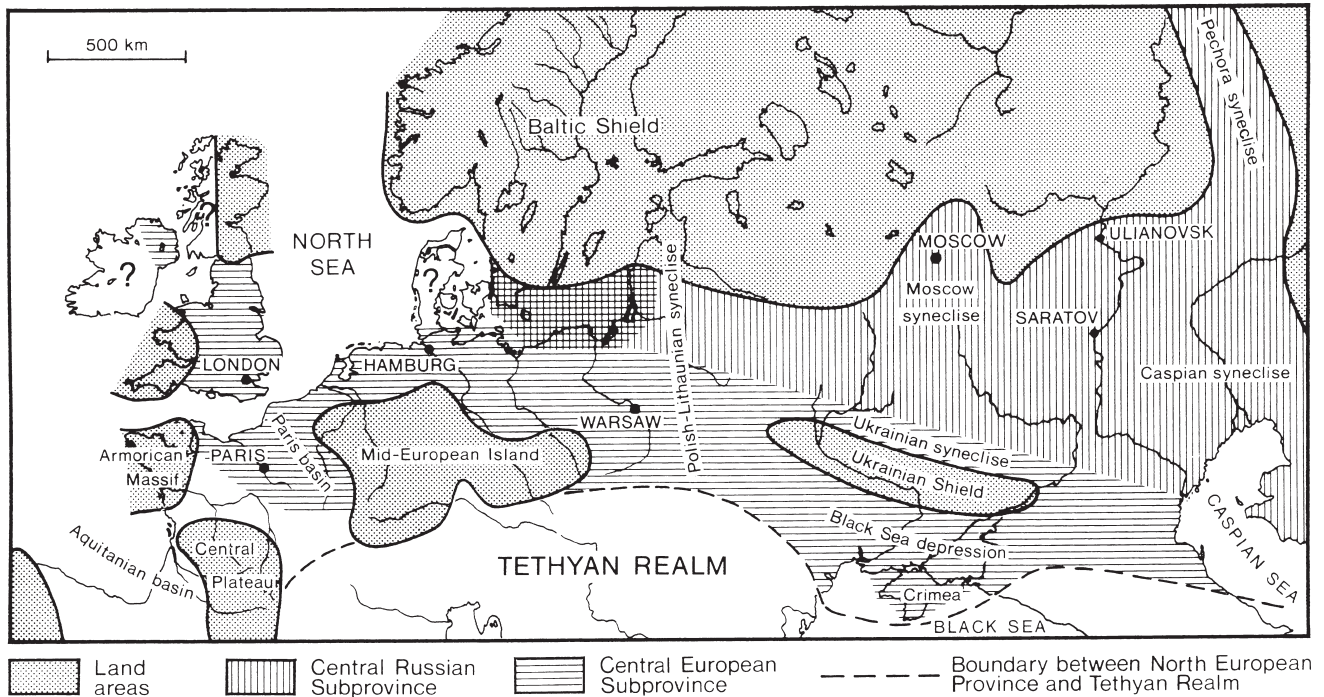 500 km
Pechora syneclise
Baltic Shield
NORTH
SEA
?
?
?
MOSCOW
Moscow
syneclise
ULIANOVSK
SARATOV
Caspian syneclise
LONDON
HAMBURG
WARSAW
Polish-Lithaunian syneclise
Paris basin
PARIS
Armorican
Massif
Mid-European Island
Ukrainian syneclise
Ukrainian Shield
Black Sea depression
Aquitanian basin
Central
Plateau
TETHYAN REALM
Crimea
BLACK SEA
CASPIAN SEA
Land
areas
Central Russian
Subprovince
Central European
Subprovince
Boundary between North European
Province and Tethyan Realm